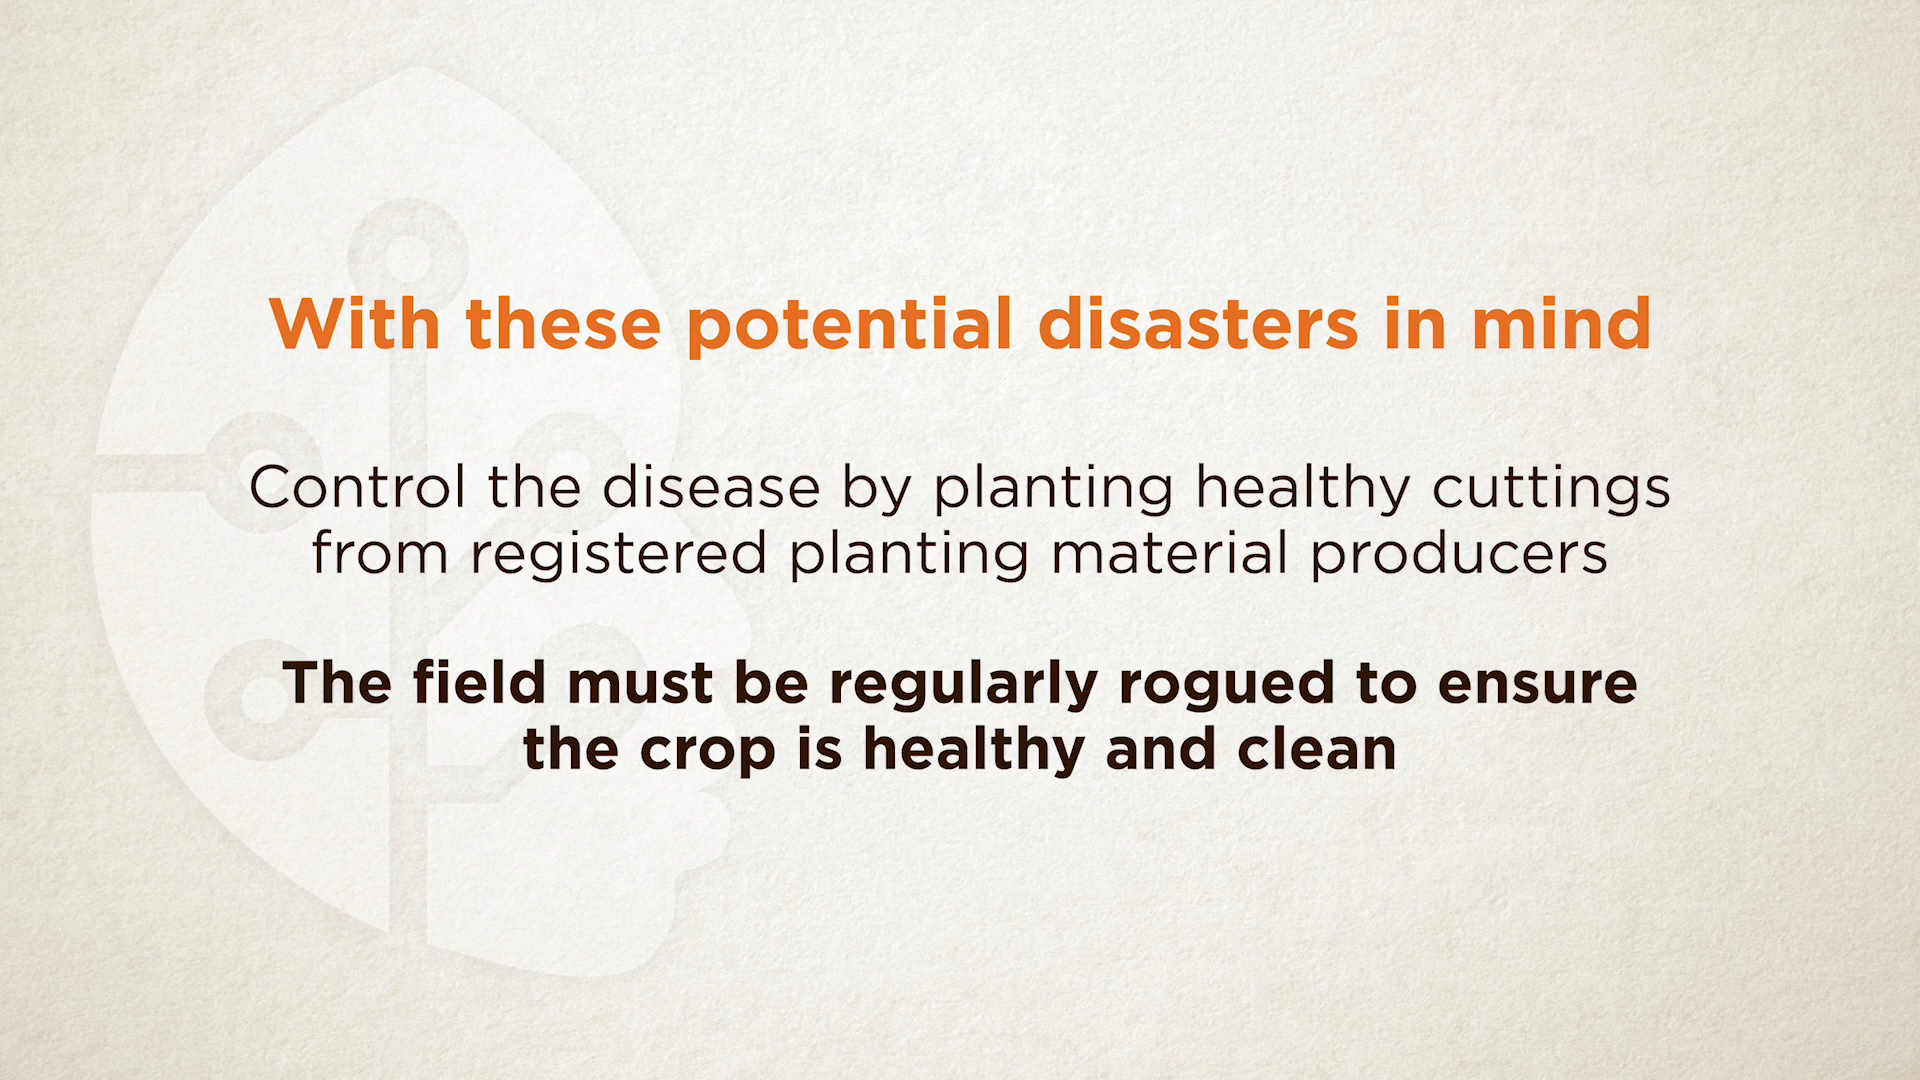 With these potential disasters in mind
Control the disease by planting healthy cuttings
from registered planting material producers
The field must be regularly rogued to ensure
the crop is healthy and clean